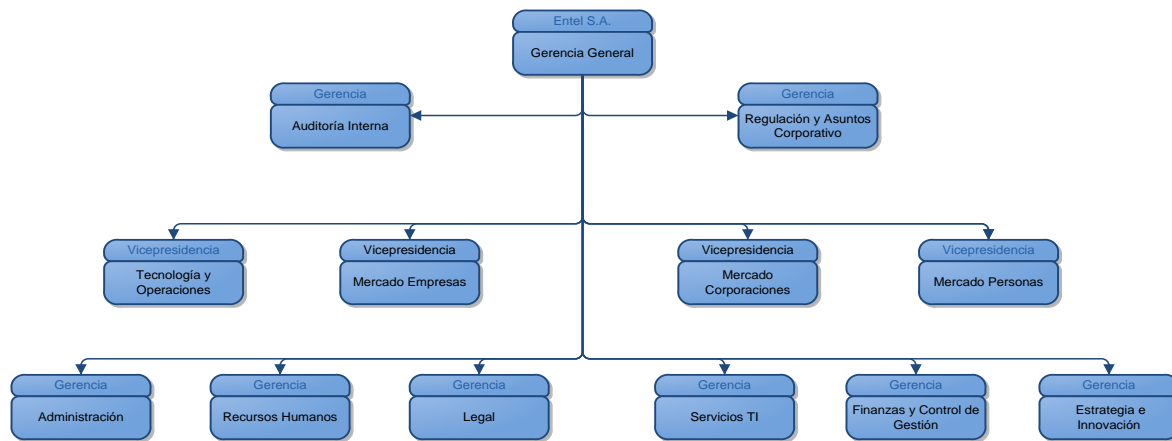 Entel S.A.
Gerencia General
Gerencia
Auditoría Interna
Gerencia
Regulación y Asuntos
Corporativo
Vicepresidencia
Tecnología y
Operaciones
Vicepresidencia
Mercado Empresas
Vicepresidencia
Mercado
Corporaciones
Vicepresidencia
Mercado Personas
Gerencia
Administración
Gerencia
Recursos Humanos
Gerencia
Legal
Gerencia
Servicios TI
Gerencia
Finanzas y Control de
Gestión
Gerencia
Estrategia e
Innovación